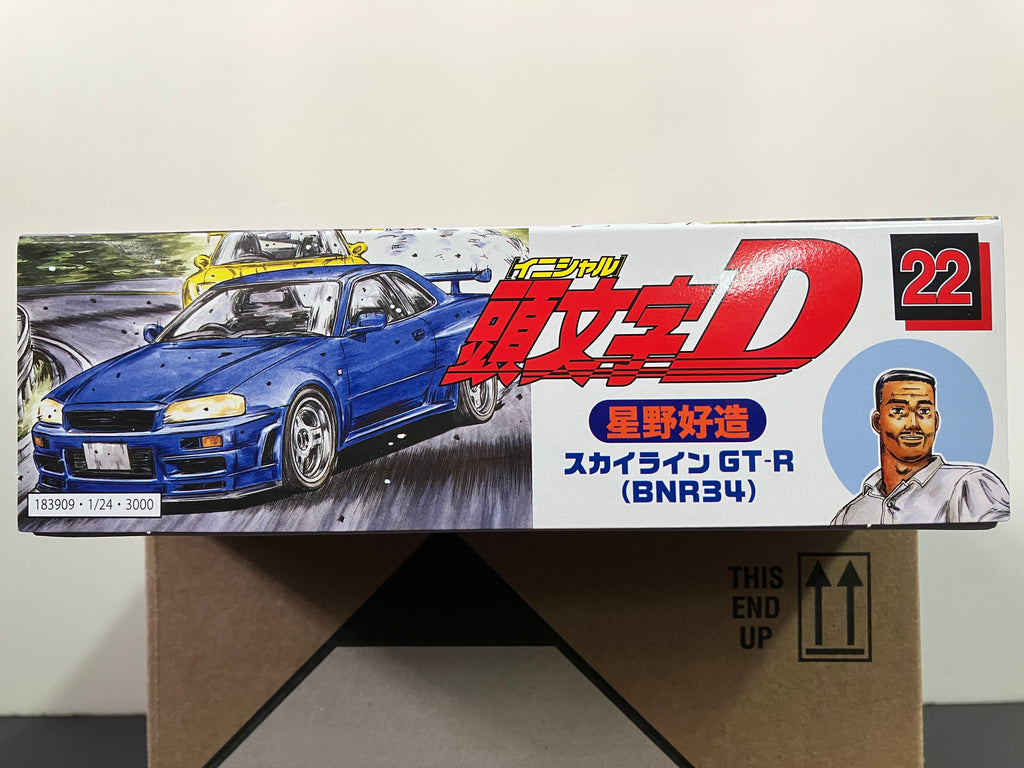 イニシャル
頭文字D
22
星野好造
スカイライン GT-R
(BNR34)
183909・1/24・3000
THIS
END
UP